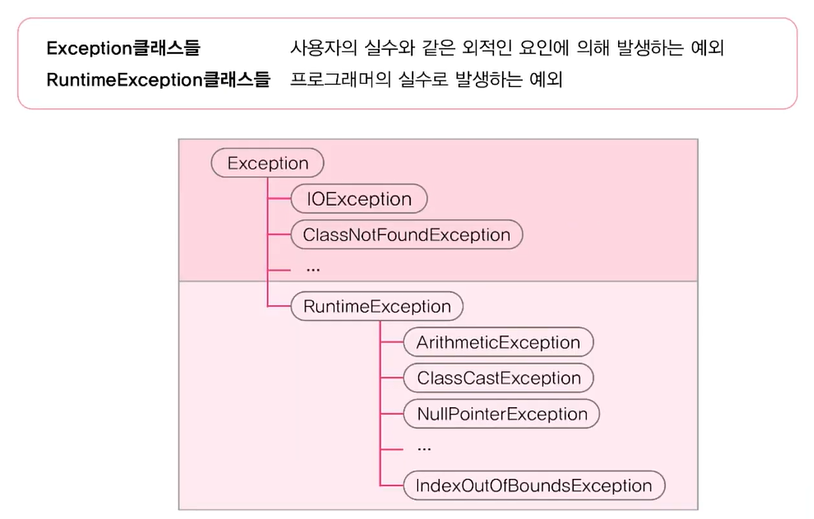 Exception클래스들 사용자의 실수와 같은 외적인 요인에 의해 발생하는 예외
RuntimeException클래스들 프로그래머의 실수로 발생하는 예외
Exception
IOException
ClassNotFoundException
...
RuntimeException
ArithmeticException
ClassCastException
NullPointerException
...
IndexOutOfBoundsException